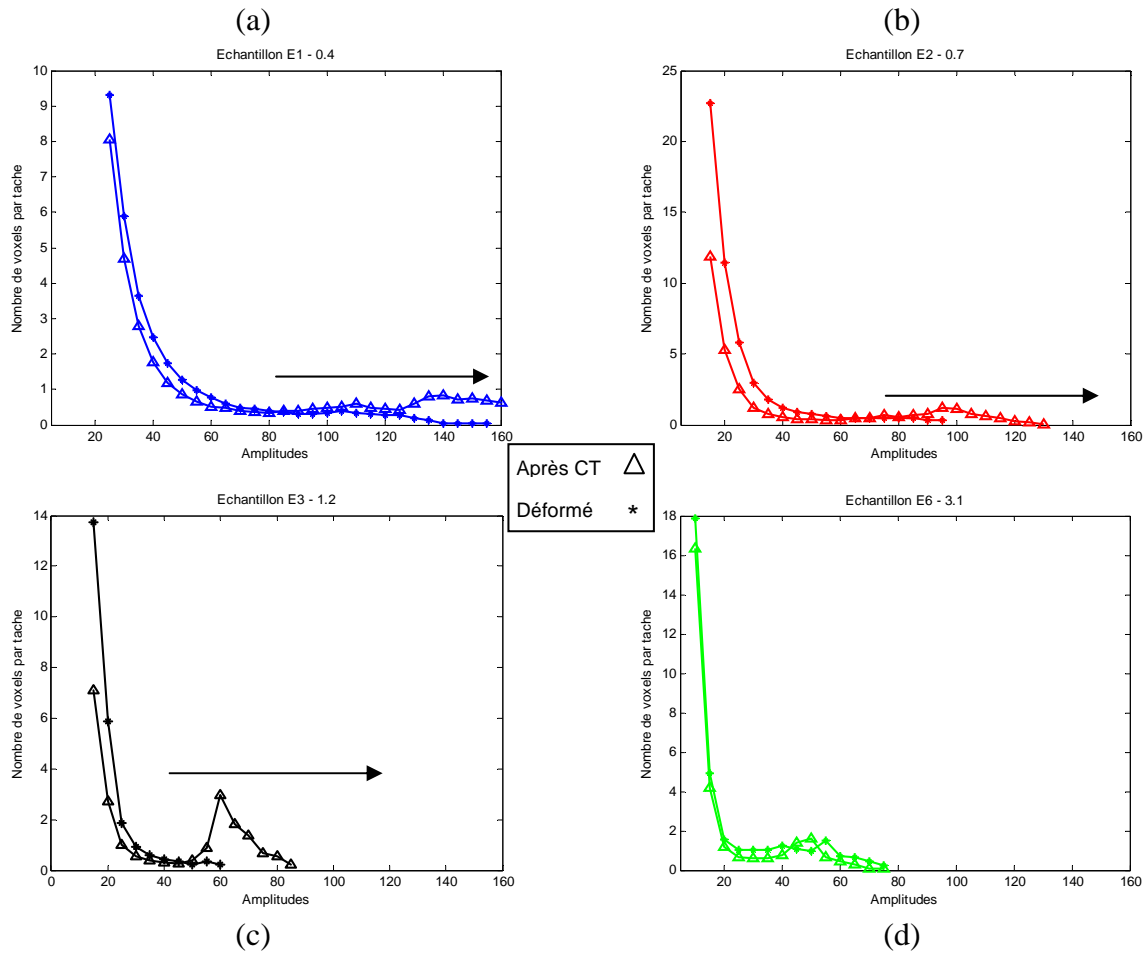 (a)
(b)
Echantillon E1 - 0.4
Nombre de voxels par tache
10
9
8
7
6
5
4
3
2
1
0
0 20 40 60 80 100 120 140 160
Amplitudes
Echantillon E2 - 0.7
Nombre de voxels par tache
25
20
15
10
5
0
20 40 60 80 100 120 140 160
Amplitudes
Après CT △
Déformé *
Echantillon E3 - 1.2
Nombre de voxels par tache
14
12
10
8
6
4
2
0
0 20 40 60 80 100 120 140 160
Amplitudes
Echantillon E6 - 3.1
Nombre de voxels par tache
18
16
14
12
10
8
6
4
2
0
20 40 60 80 100 120 140 160
Amplitudes
(c)
(d)